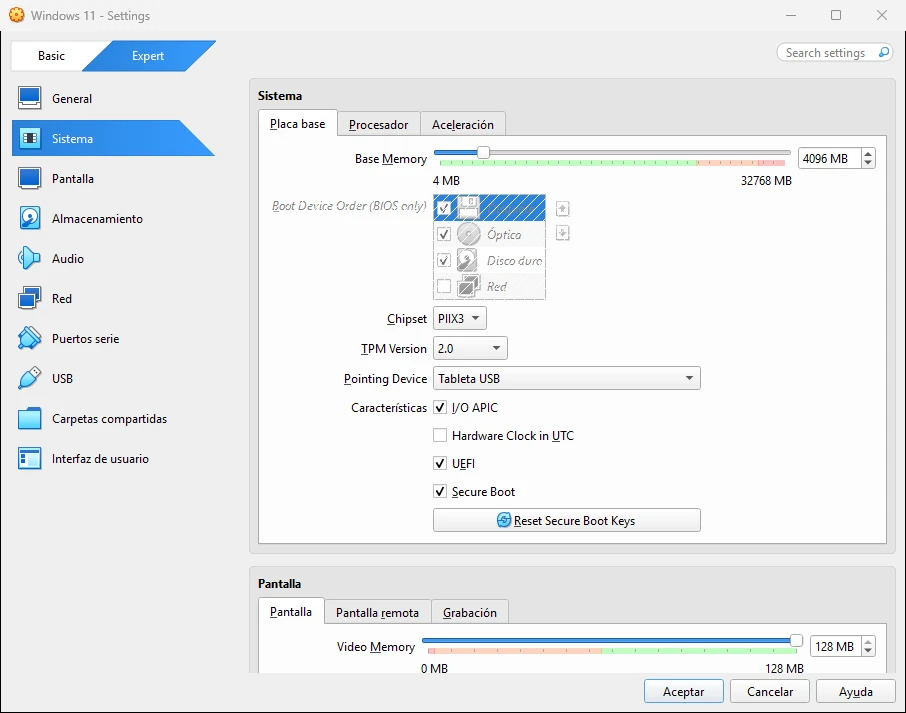 Windows 11 - Settings
Basic
Expert
Search settings
General
Sistema
Pantalla
Almacenamiento
Audio
Red
Puertos serie
USB
Carpetas compartidas
Interfaz de usuario
Sistema
Placa base
Procesador
Aceleración
Base Memory
4096 MB
4 MB
32768 MB
Boot Device Order (BIOS only)
Óptica
Disco duro
Red
Chipset
PIIX3
TPM Version
2.0
Pointing Device
Tableta USB
Características
I/O APIC
Hardware Clock in UTC
UEFI
Secure Boot
Reset Secure Boot Keys
Pantalla
Pantalla
Pantalla remota
Grabación
Video Memory
128 MB
0 MB
128 MB
Aceptar
Cancelar
Ayuda